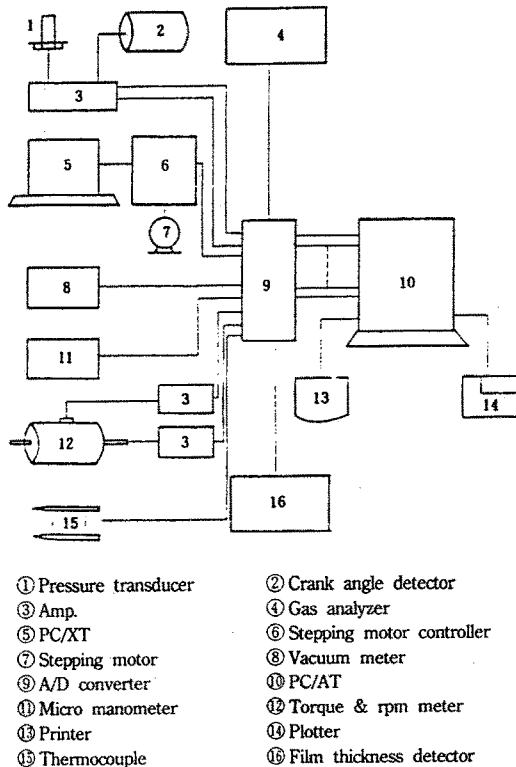 1
2
4
3
5
6
7
8
9
10
11
3
12
3
13
14
15
16
① Pressure transducer
② Crank angle detector
③ Amp.
④ Gas analyzer
⑤ PC/XT
⑥ Stepping motor controller
⑦ Stepping motor
⑧ Vacuum meter
⑨ A/D converter
⑩ PC/AT
⑪ Micro manometer
⑫ Torque & rpm meter
⑬ Printer
⑭ Plotter
⑮ Thermocouple
⑯ Film thickness detector